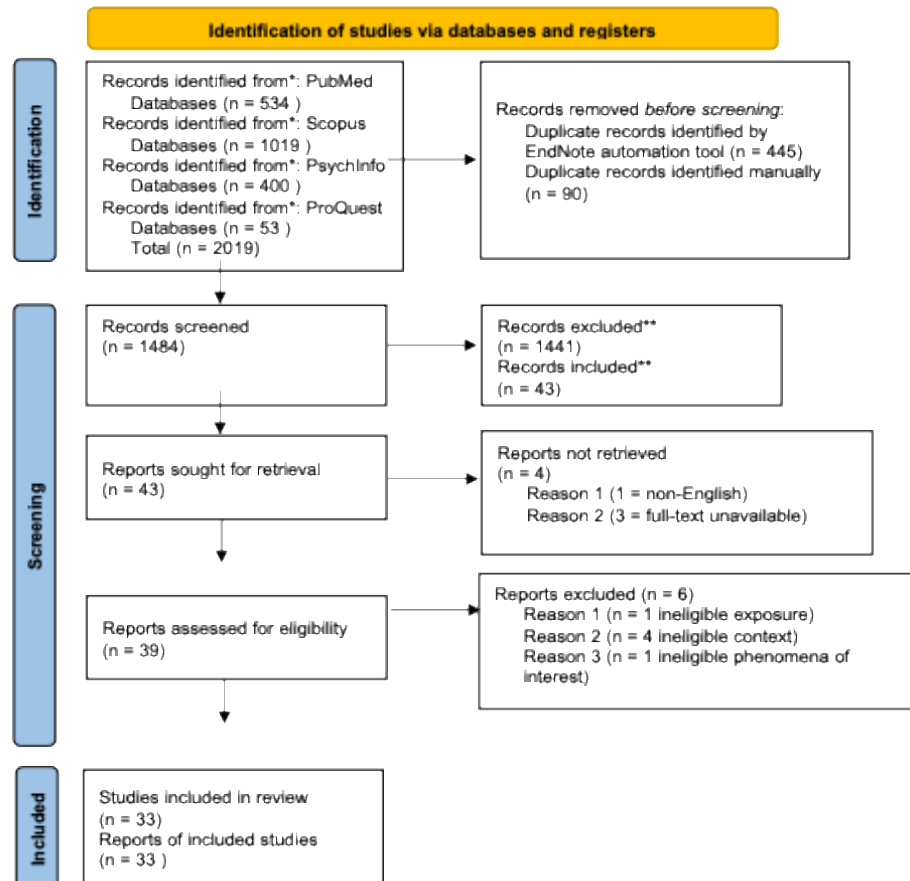 Identification of studies via databases and registers
Identification
Records identified from*: PubMed
Databases (n = 534 )
Records identified from*: Scopus
Databases (n = 1019 )
Records identified from*: PsychInfo
Databases (n = 400 )
Records identified from*: ProQuest
Databases (n = 53 )
Total (n = 2019)
Records removed before screening:
Duplicate records identified by
EndNote automation tool (n = 445)
Duplicate records identified manually
(n = 90)
Screening
Records screened
(n = 1484)
Records excluded**
(n = 1441)
Records included**
(n = 43)
Reports sought for retrieval
(n = 43)
Reports not retrieved
(n = 4)
Reason 1 (1 = non-English)
Reason 2 (3 = full-text unavailable)
Reports assessed for eligibility
(n = 39)
Reports excluded (n = 6)
Reason 1 (n = 1 ineligible exposure)
Reason 2 (n = 4 ineligible context)
Reason 3 (n = 1 ineligible phenomena of
interest)
Included
Studies included in review
(n = 33)
Reports of included studies
(n = 33 )